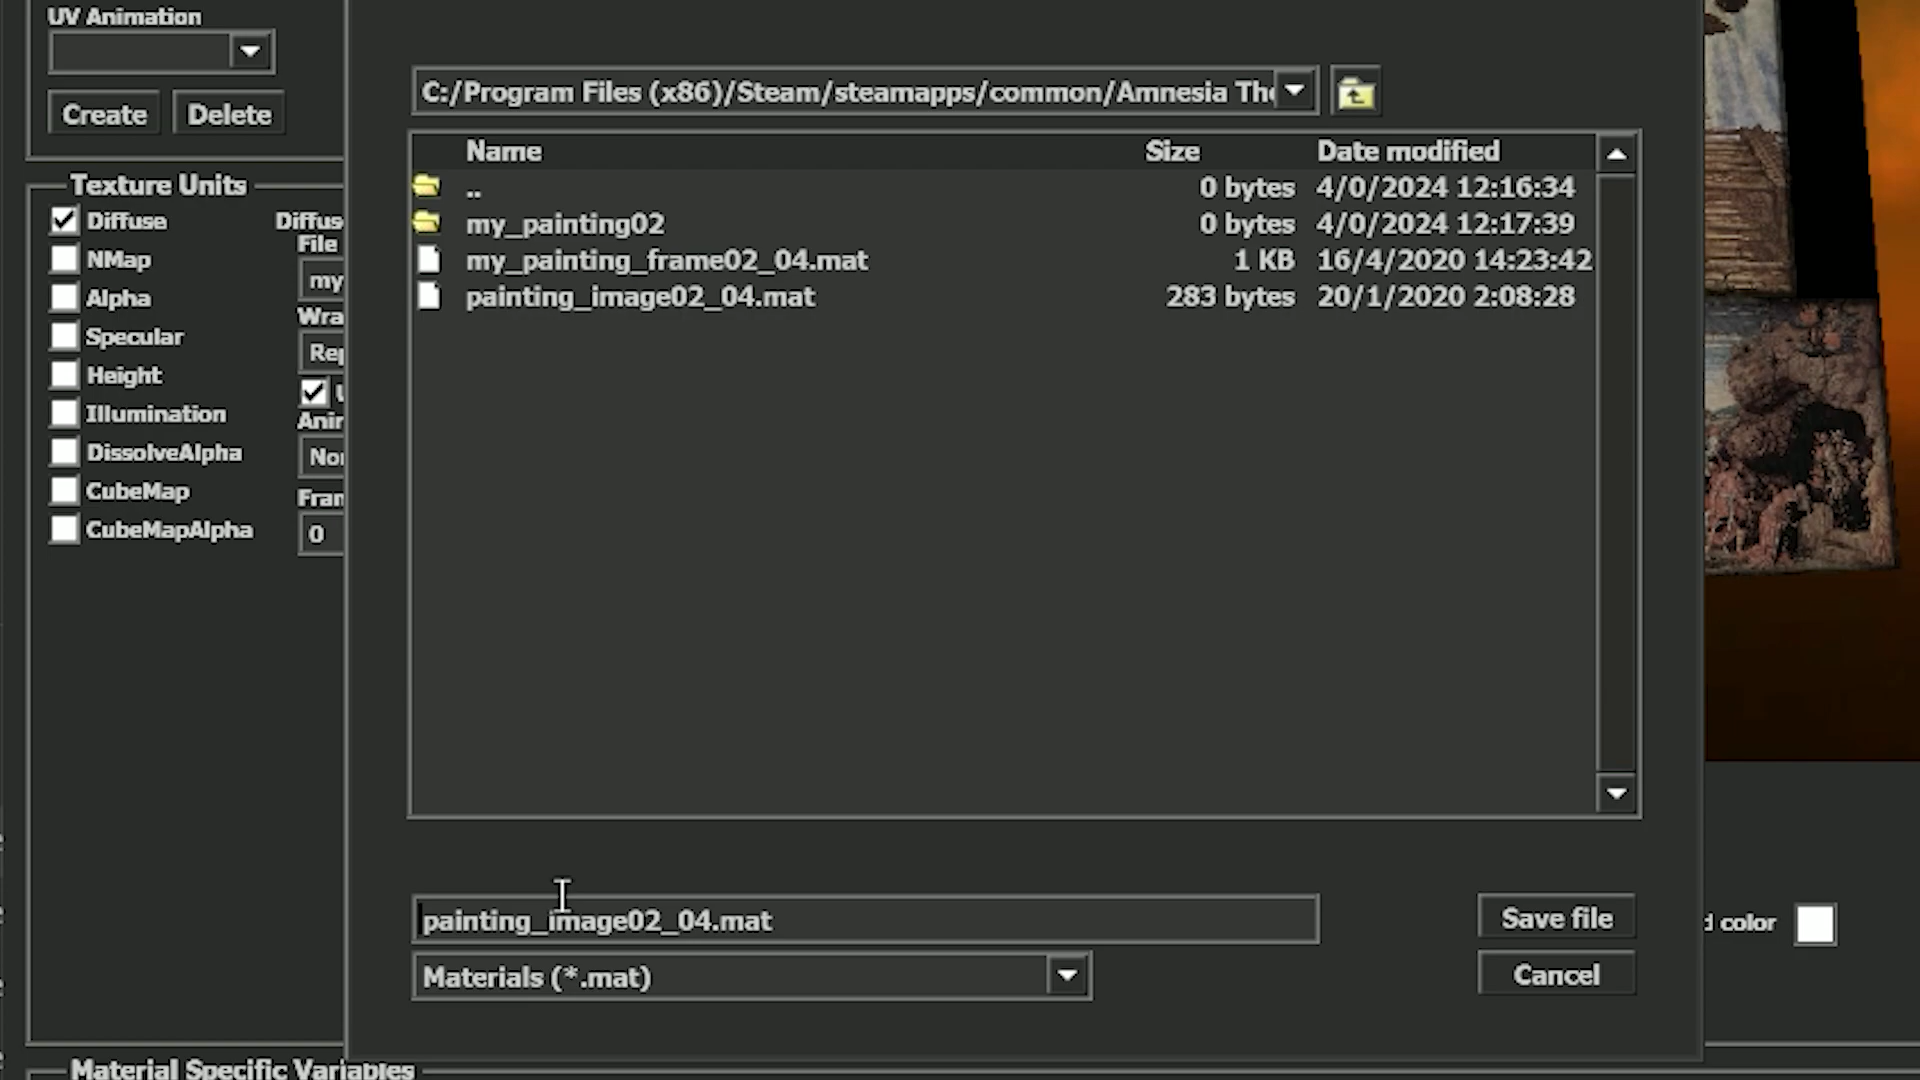 UV Animation
Create
Delete
Texture Units
Diffuse
NMap
Alpha
Specular
Height
Illumination
DissolveAlpha
CubeMap
CubeMapAlpha
Diffus
File
my
Wra
Rep
Anir
Nor
Fran
0
C:/Program Files (x86)/Steam/steamapps/common/Amnesia The
Name Size Date modified
.. 0 bytes 4/0/2024 12:16:34
my_painting02 0 bytes 4/0/2024 12:17:39
my_painting_frame02_04.mat 1 KB 16/4/2020 14:23:42
painting_image02_04.mat 283 bytes 20/1/2020 2:08:28
painting_image02_04.mat
Save file
Materials (*.mat)
Cancel
d color
Material Specific Variables